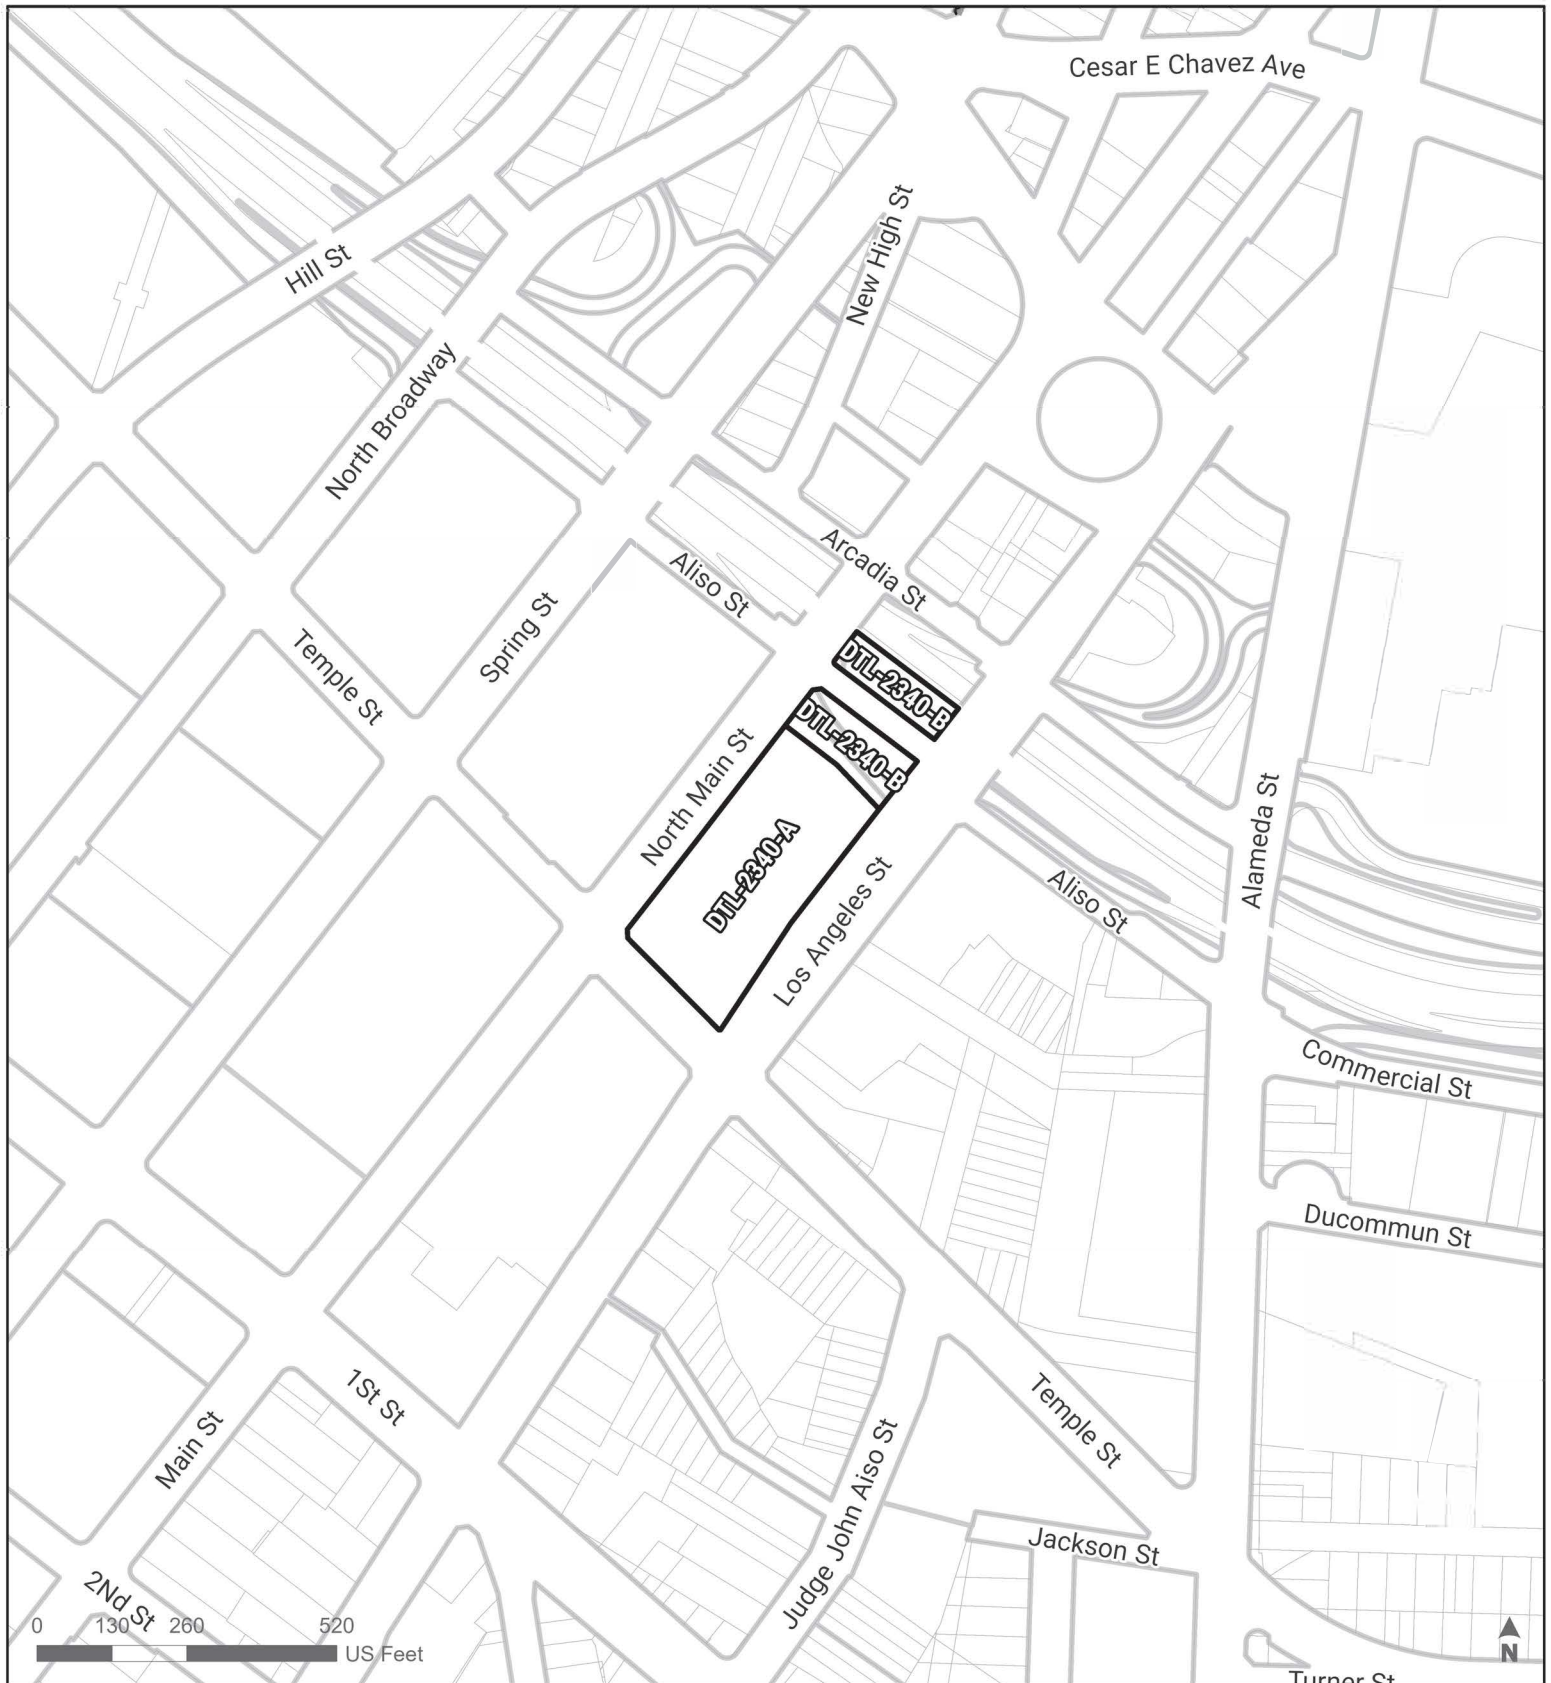 Cesar E Chavez Ave
New High St
Hill St
North Broadway
Arcadia St
Aliso St
Spring St
Temple St
DTL-2340-B
DTL-2340-B
North Main St
DTL-2340-A
Alameda St
Los Angeles St
Aliso St
Commercial St
Ducommun St
1St St
Main St
Temple St
Judge John Aiso St
Jackson St
2Nd St
0 130 260 520
US Feet
N
Turner St